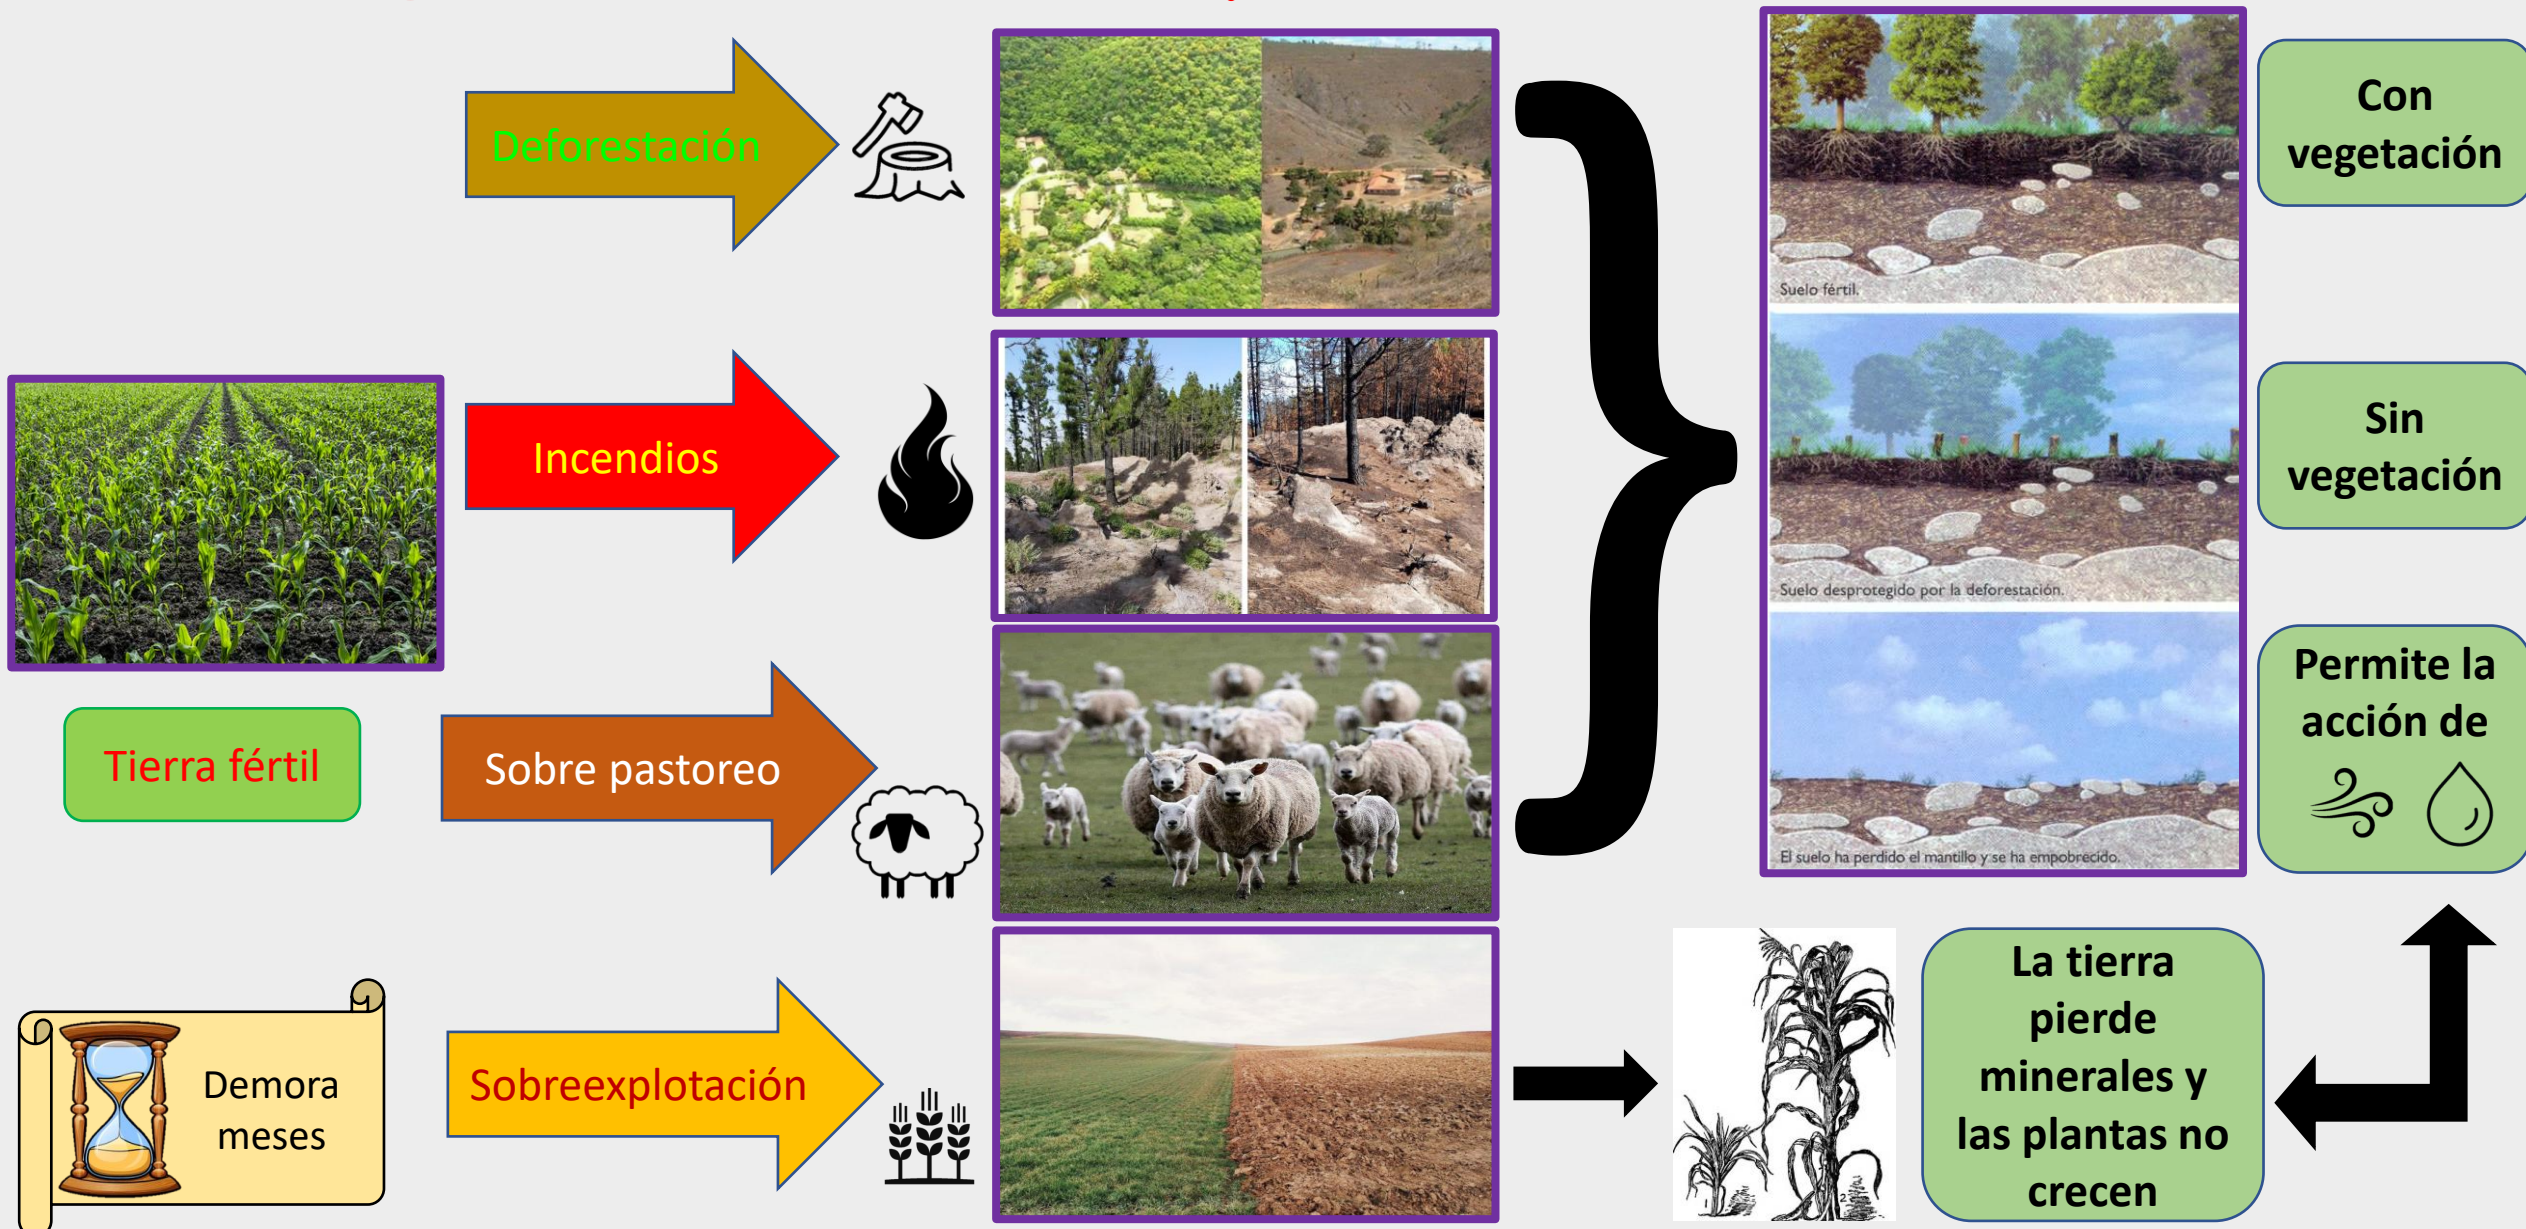 Deforestación
Incendios
Sobre pastoreo
Sobreexplotación
Tierra fértil
Demora
meses
Suelo fértil.
Suelo desprotegido por la deforestación.
El suelo ha perdido el mantillo y se ha empobrecido.
Con
vegetación
Sin
vegetación
Permite la
acción de
La tierra
pierde
minerales y
las plantas no
crecen